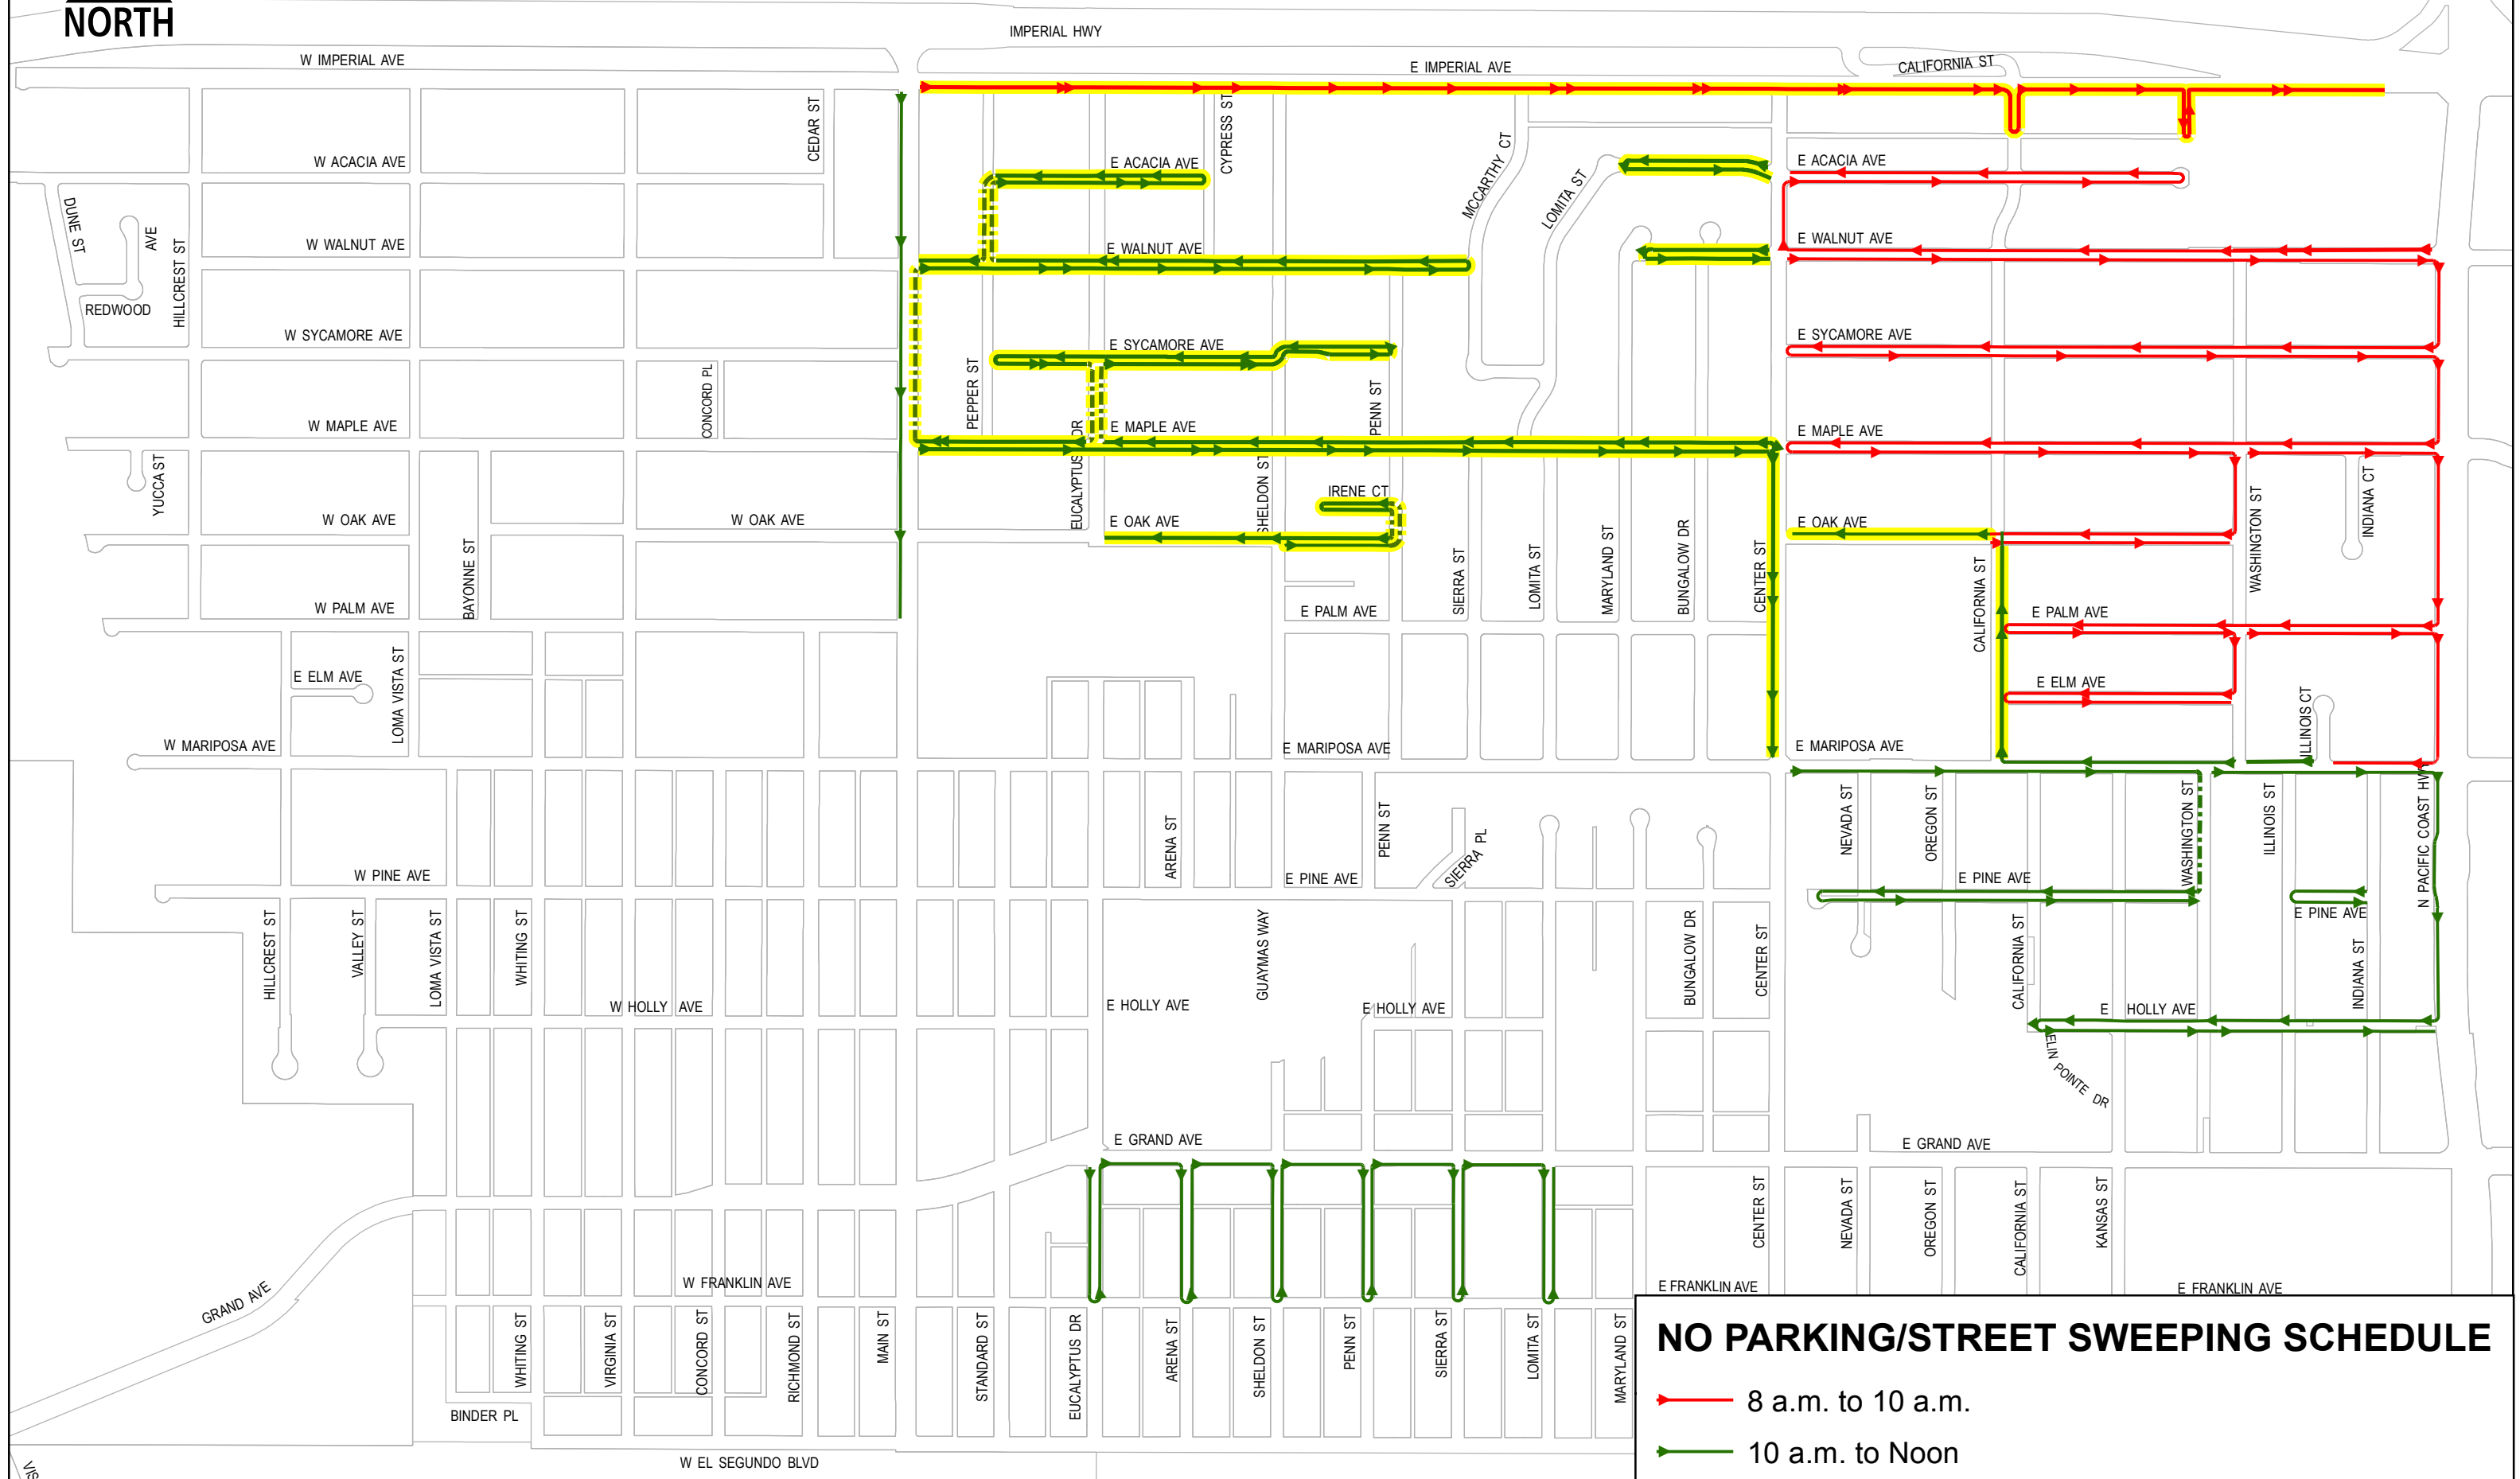 NORTH
IMPERIAL HWY
W IMPERIAL AVE
E IMPERIAL AVE
CALIFORNIA ST
CEDAR ST
CYPRESS ST
W ACACIA AVE
E ACACIA AVE
E ACACIA AVE
MCCARTHY CT
LOMITA ST
DUNE ST
AVE
HILLCREST ST
W WALNUT AVE
E WALNUT AVE
E WALNUT AVE
REDWOOD
W SYCAMORE AVE
E SYCAMORE AVE
E SYCAMORE AVE
CONCORD PL
PEPPER ST
PENN ST
W MAPLE AVE
E MAPLE AVE
E MAPLE AVE
YUCCA ST
EUCALYPTUS DR
SHELDON ST
IRENE CT
WASHINGTON ST
INDIANA CT
W OAK AVE
W OAK AVE
E OAK AVE
E OAK AVE
BAYONNE ST
SIERRA ST
LOMITA ST
MARYLAND ST
BUNGALOW DR
CENTER ST
CALIFORNIA ST
W PALM AVE
E PALM AVE
E PALM AVE
E ELM AVE
LOMA VISTA ST
E ELM AVE
ILLINOIS CT
W MARIPOSA AVE
E MARIPOSA AVE
E MARIPOSA AVE
ARENA ST
PENN ST
SIERRA PL
NEVADA ST
OREGON ST
WASHINGTON ST
ILLINOIS ST
N PACIFIC COAST HWY
W PINE AVE
E PINE AVE
E PINE AVE
E PINE AVE
HILLCREST ST
VALLEY ST
LOMA VISTA ST
WHITING ST
GUAYMAS WAY
BUNGALOW DR
CENTER ST
CALIFORNIA ST
INDIANA ST
W HOLLY AVE
E HOLLY AVE
E HOLLY AVE
E HOLLY AVE
ELIN POINTE DR
E GRAND AVE
E GRAND AVE
CENTER ST
NEVADA ST
OREGON ST
CALIFORNIA ST
KANSAS ST
GRAND AVE
W FRANKLIN AVE
E FRANKLIN AVE
E FRANKLIN AVE
WHITING ST
VIRGINIA ST
CONCORD ST
RICHMOND ST
MAIN ST
STANDARD ST
EUCALYPTUS DR
ARENA ST
SHELDON ST
PENN ST
SIERRA ST
LOMITA ST
MARYLAND ST
BINDER PL
W EL SEGUNDO BLVD
VIS
NO PARKING/STREET SWEEPING SCHEDULE
8 a.m. to 10 a.m.
10 a.m. to Noon